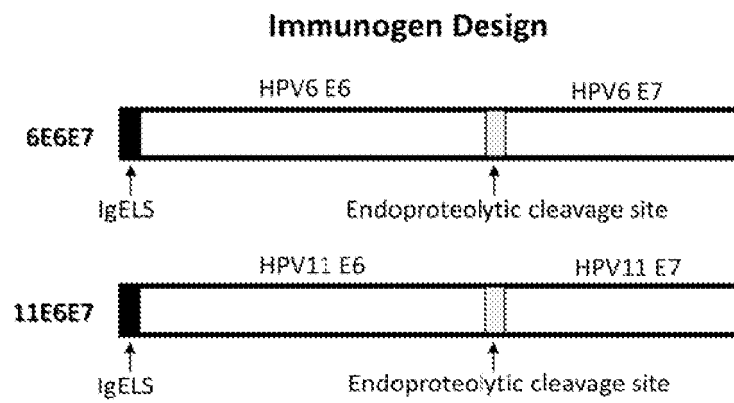 Immunogen Design
HPV6 E6 HPV6 E7
6E6E7
IgELS Endoproteolytic cleavage site
HPV11 E6 HPV11 E7
11E6E7
IgELS Endoproteolytic cleavage site